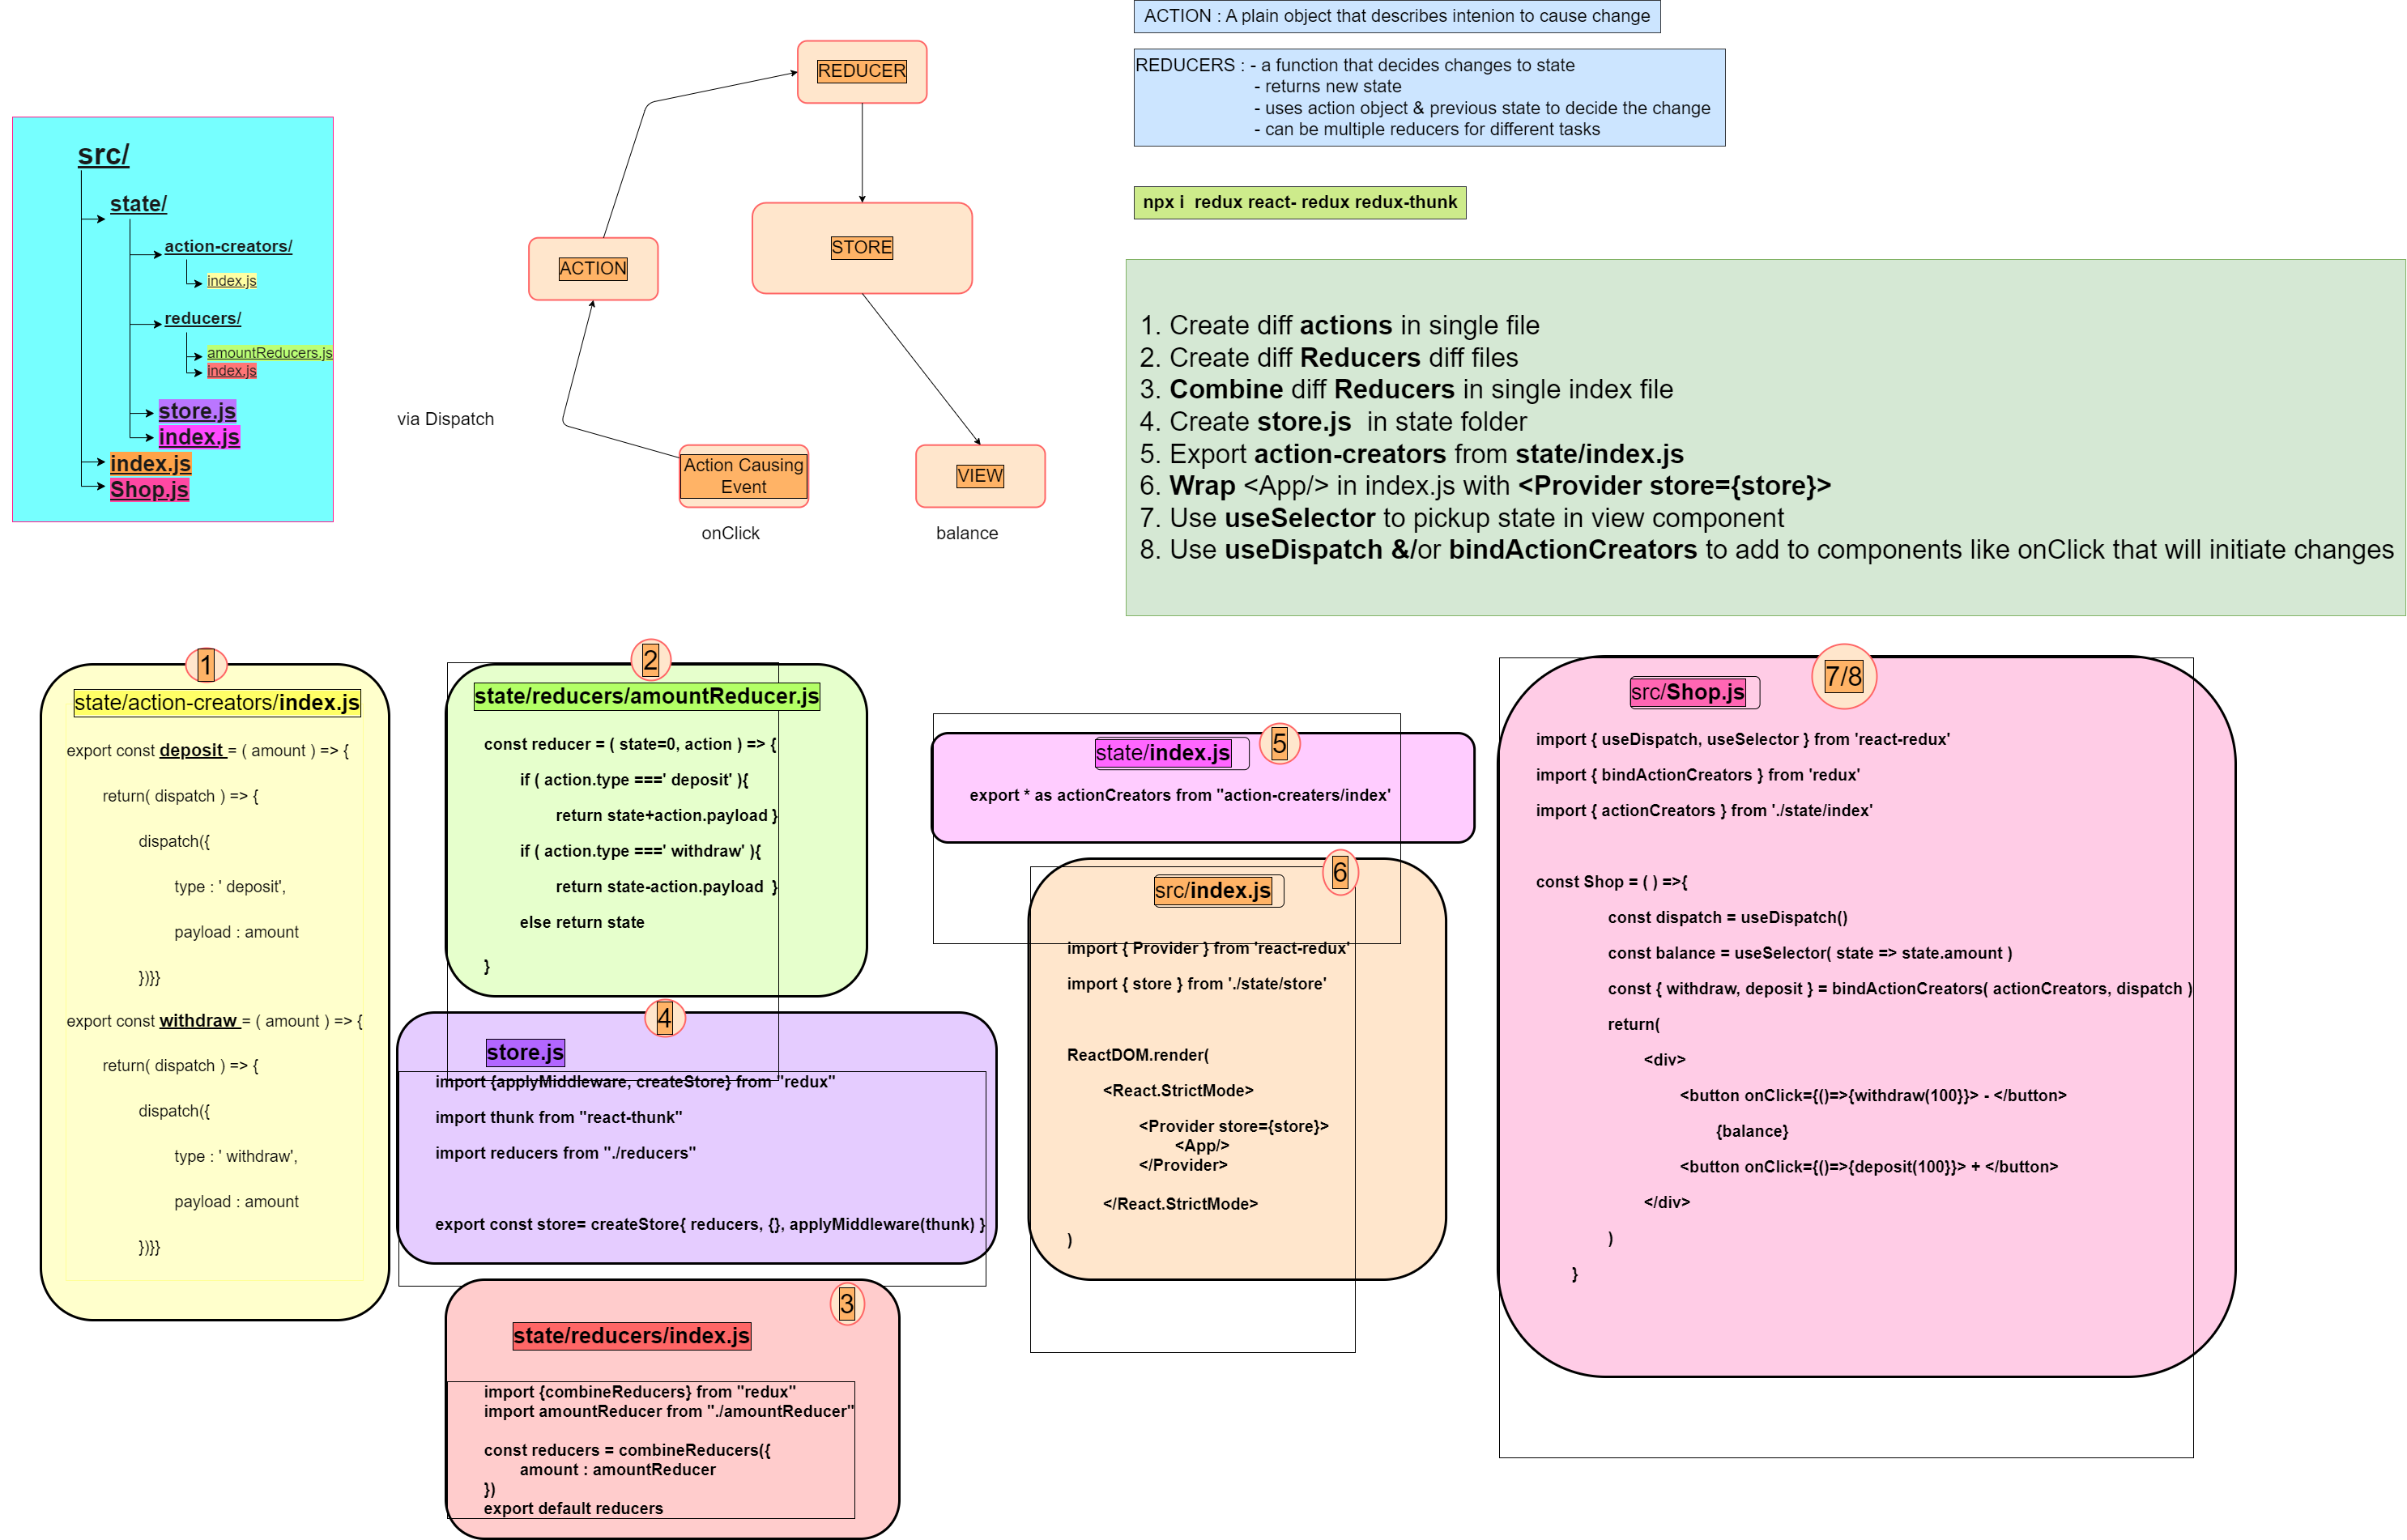 ACTION : A plain object that describes intenion to cause change
REDUCERS : - a function that decides changes to state
- returns new state
- uses action object & previous state to decide the change
- can be multiple reducers for different tasks
npx i  redux react- redux redux-thunk
src/
state/
action-creators/
index.js
reducers/
amountReducers.js
index.js
store.js
index.js
index.js
Shop.js
REDUCER
STORE
ACTION
via Dispatch
Action Causing
Event
VIEW
onClick
balance
1. Create diff actions in single file
2. Create diff Reducers diff files
3. Combine diff Reducers in single index file
4. Create store.js  in state folder
5. Export action-creators from state/index.js
6. Wrap <App/> in index.js with <Provider store={store}>
7. Use useSelector to pickup state in view component
8. Use useDispatch &/or bindActionCreators to add to components like onClick that will initiate changes
1
state/action-creators/index.js
export const deposit = ( amount ) => {
return( dispatch ) => {
dispatch({
type : ' deposit',
payload : amount
})}}
export const withdraw = ( amount ) => {
return( dispatch ) => {
dispatch({
type : ' withdraw',
payload : amount
})}}
2
state/reducers/amountReducer.js
const reducer = ( state=0, action ) => {
if ( action.type ===' deposit' ){
return state+action.payload }
if ( action.type ===' withdraw' ){
return state-action.payload  }
else return state
}
4
store.js
import {applyMiddleware, createStore} from "redux"
import thunk from "react-thunk"
import reducers from "./reducers"
export const store= createStore{ reducers, {}, applyMiddleware(thunk) }
3
state/reducers/index.js
import {combineReducers} from "redux"
import amountReducer from "./amountReducer"
const reducers = combineReducers({
amount : amountReducer
})
export default reducers
5
state/index.js
export * as actionCreators from "action-creaters/index'
6
src/index.js
import { Provider } from 'react-redux'
import { store } from './state/store'
ReactDOM.render(
<React.StrictMode>
<Provider store={store}>
<App/>
</Provider>
</React.StrictMode>
)
7/8
src/Shop.js
import { useDispatch, useSelector } from 'react-redux'
import { bindActionCreators } from 'redux'
import { actionCreators } from './state/index'
const Shop = ( ) =>{
const dispatch = useDispatch()
const balance = useSelector( state => state.amount )
const { withdraw, deposit } = bindActionCreators( actionCreators, dispatch )
return(
<div>
<button onClick={()=>{withdraw(100}}> - </button>
{balance}
<button onClick={()=>{deposit(100}}> + </button>
</div>
)
}